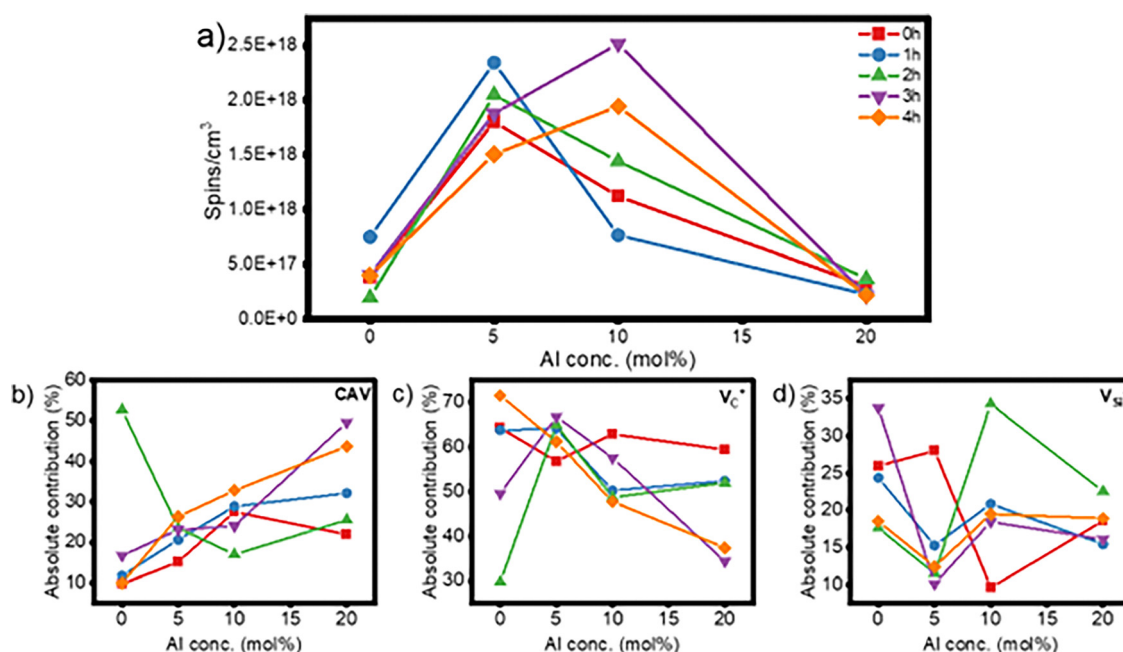 a)
Spins/cm³
2.5E+18
2.0E+18
1.5E+18
1.0E+18
5.0E+17
0.0E+0
0 5 10 15 20
Al conc. (mol%)
0h
1h
2h
3h
4h
b)
CAV
Absolute contribution (%)
60
50
40
30
20
10
0 5 10 15 20
Al conc. (mol%)
c)
V_C⁺
Absolute contribution (%)
70
60
50
40
30
0 5 10 15 20
Al conc. (mol%)
d)
V_Si
Absolute contribution (%)
35
30
25
20
15
10
0 5 10 15 20
Al conc. (mol%)